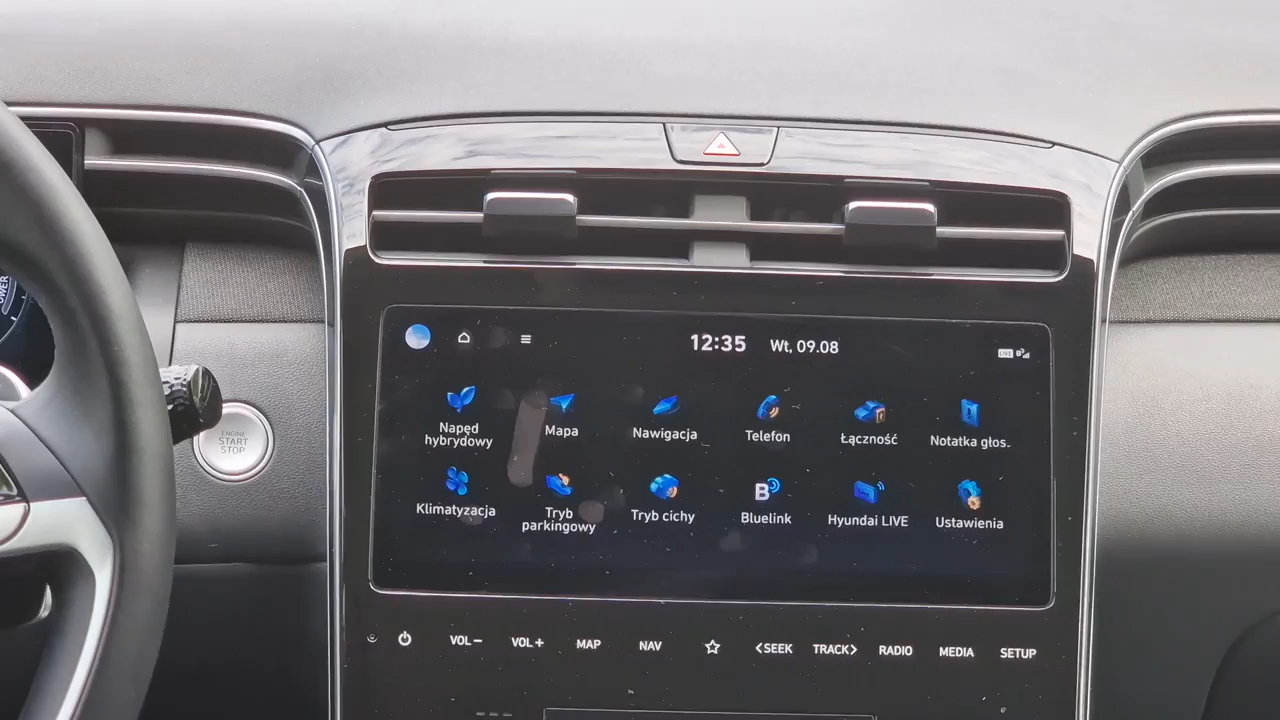 12:35 Wt, 09.08
LIVE
Napęd
hybrydowy
Mapa
Nawigacja
Telefon
Łączność
Notatka głos.
Klimatyzacja
Tryb
parkingowy
Tryb cichy
Bluelink
Hyundai LIVE
Ustawienia
ENGINE
START
STOP
VOL− VOL+ MAP NAV <SEEK TRACK> RADIO MEDIA SETUP